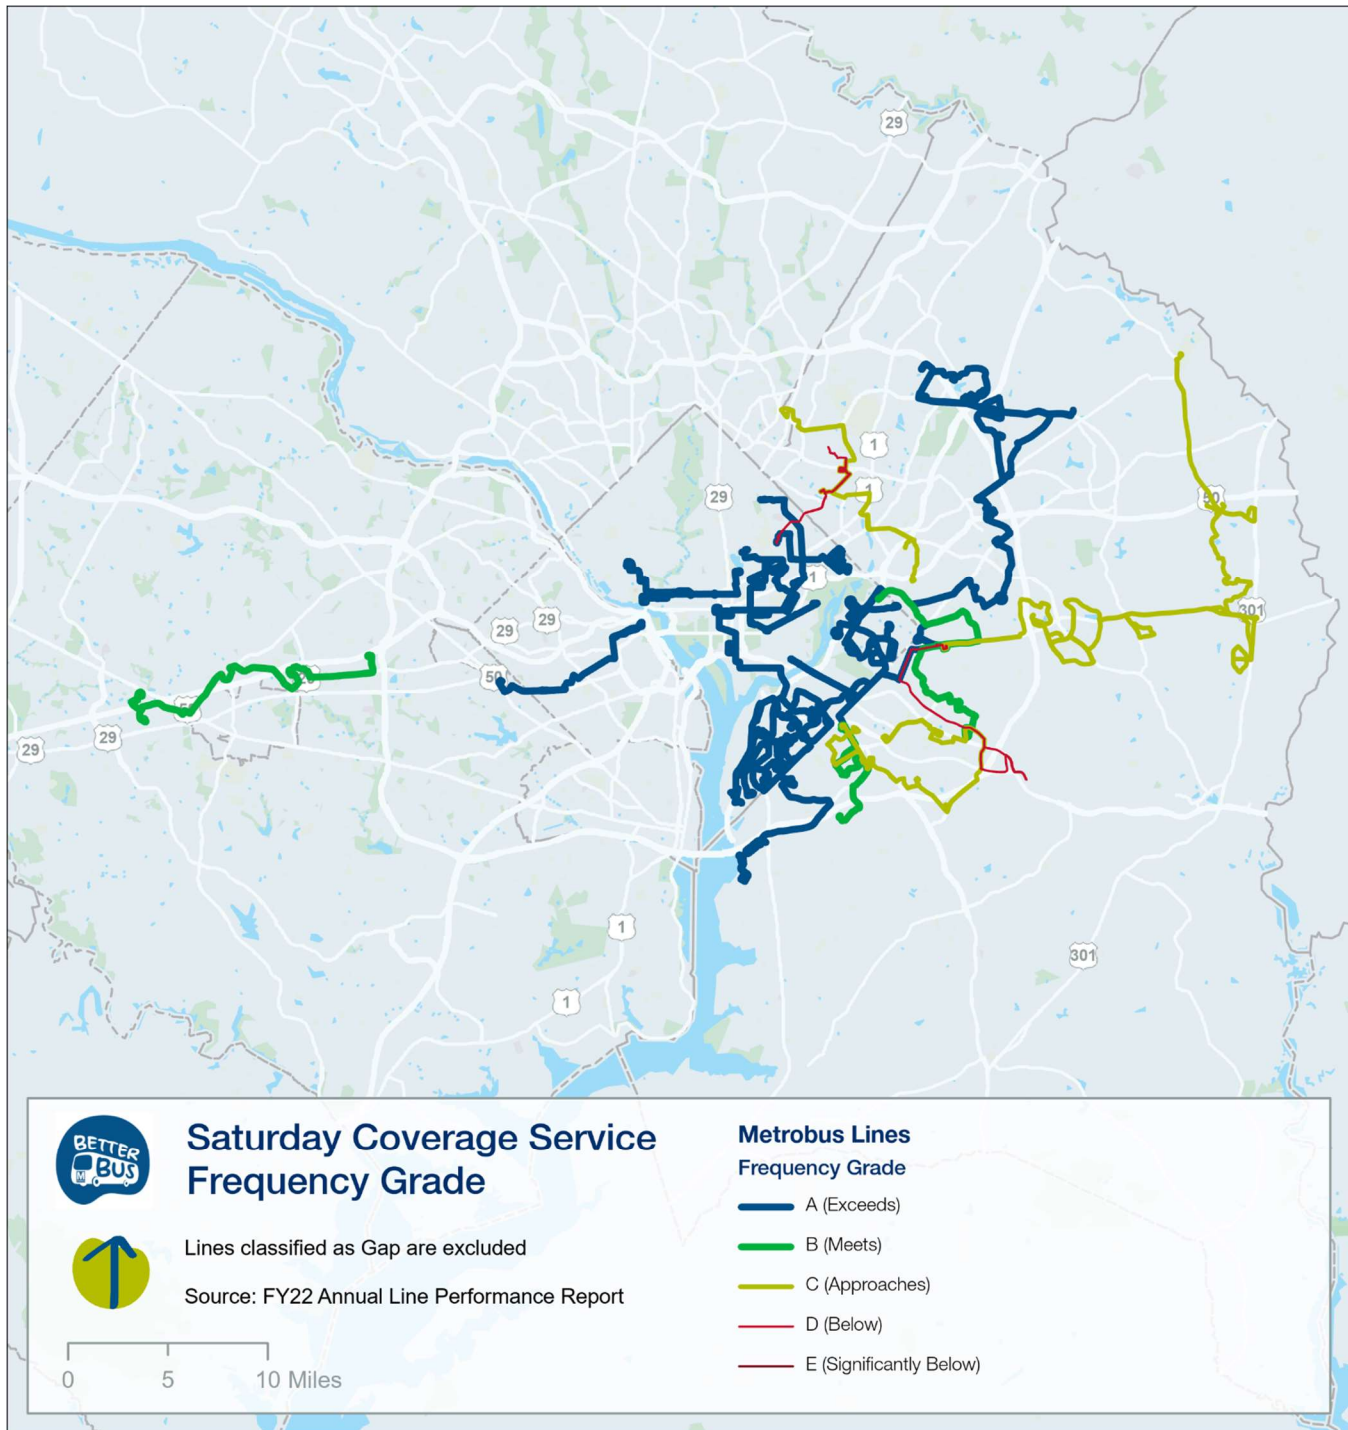 29
1
50
1
29
1
301
29
29
50
29
29
1
301
1
BETTER
BUS
M
Saturday Coverage Service
Frequency Grade
Lines classified as Gap are excluded
Source: FY22 Annual Line Performance Report
0 5 10 Miles
Metrobus Lines
Frequency Grade
A (Exceeds)
B (Meets)
C (Approaches)
D (Below)
E (Significantly Below)